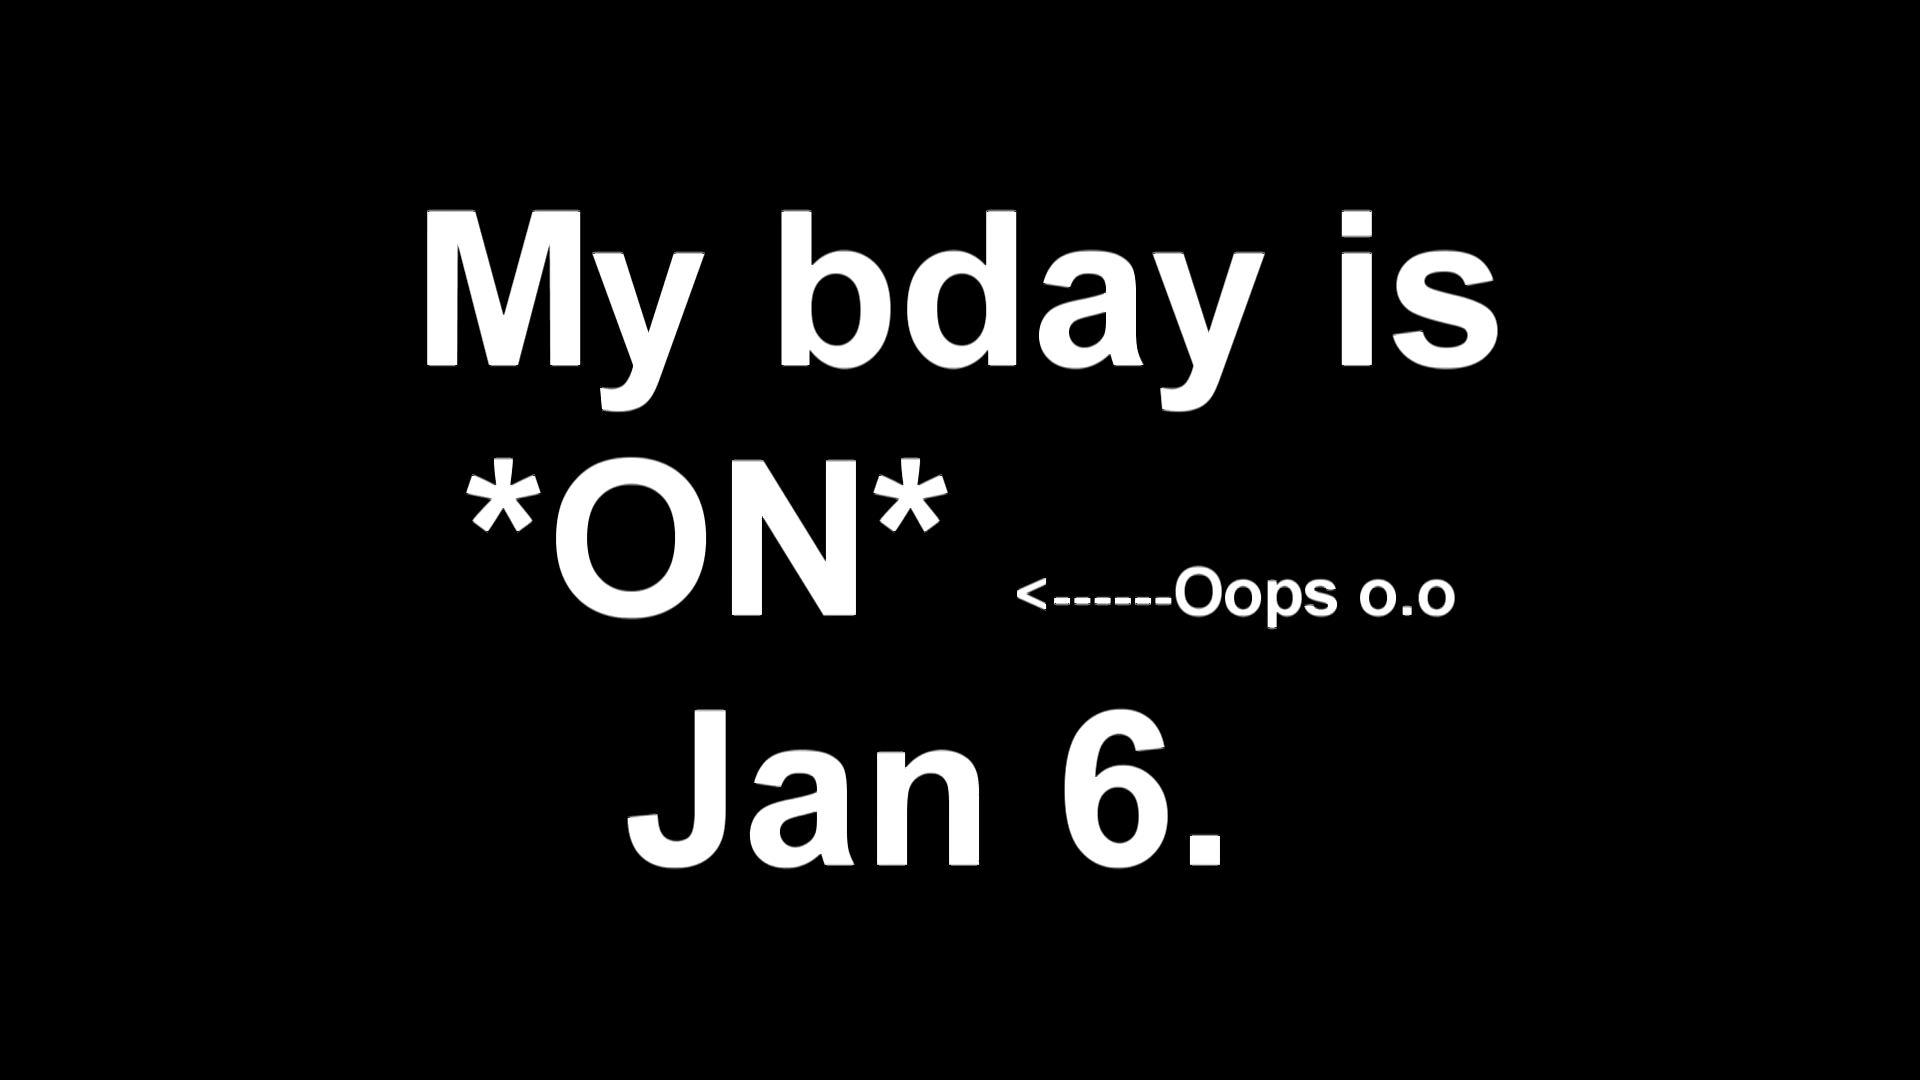 My bday is
*ON* <------Oops o.o
Jan 6.